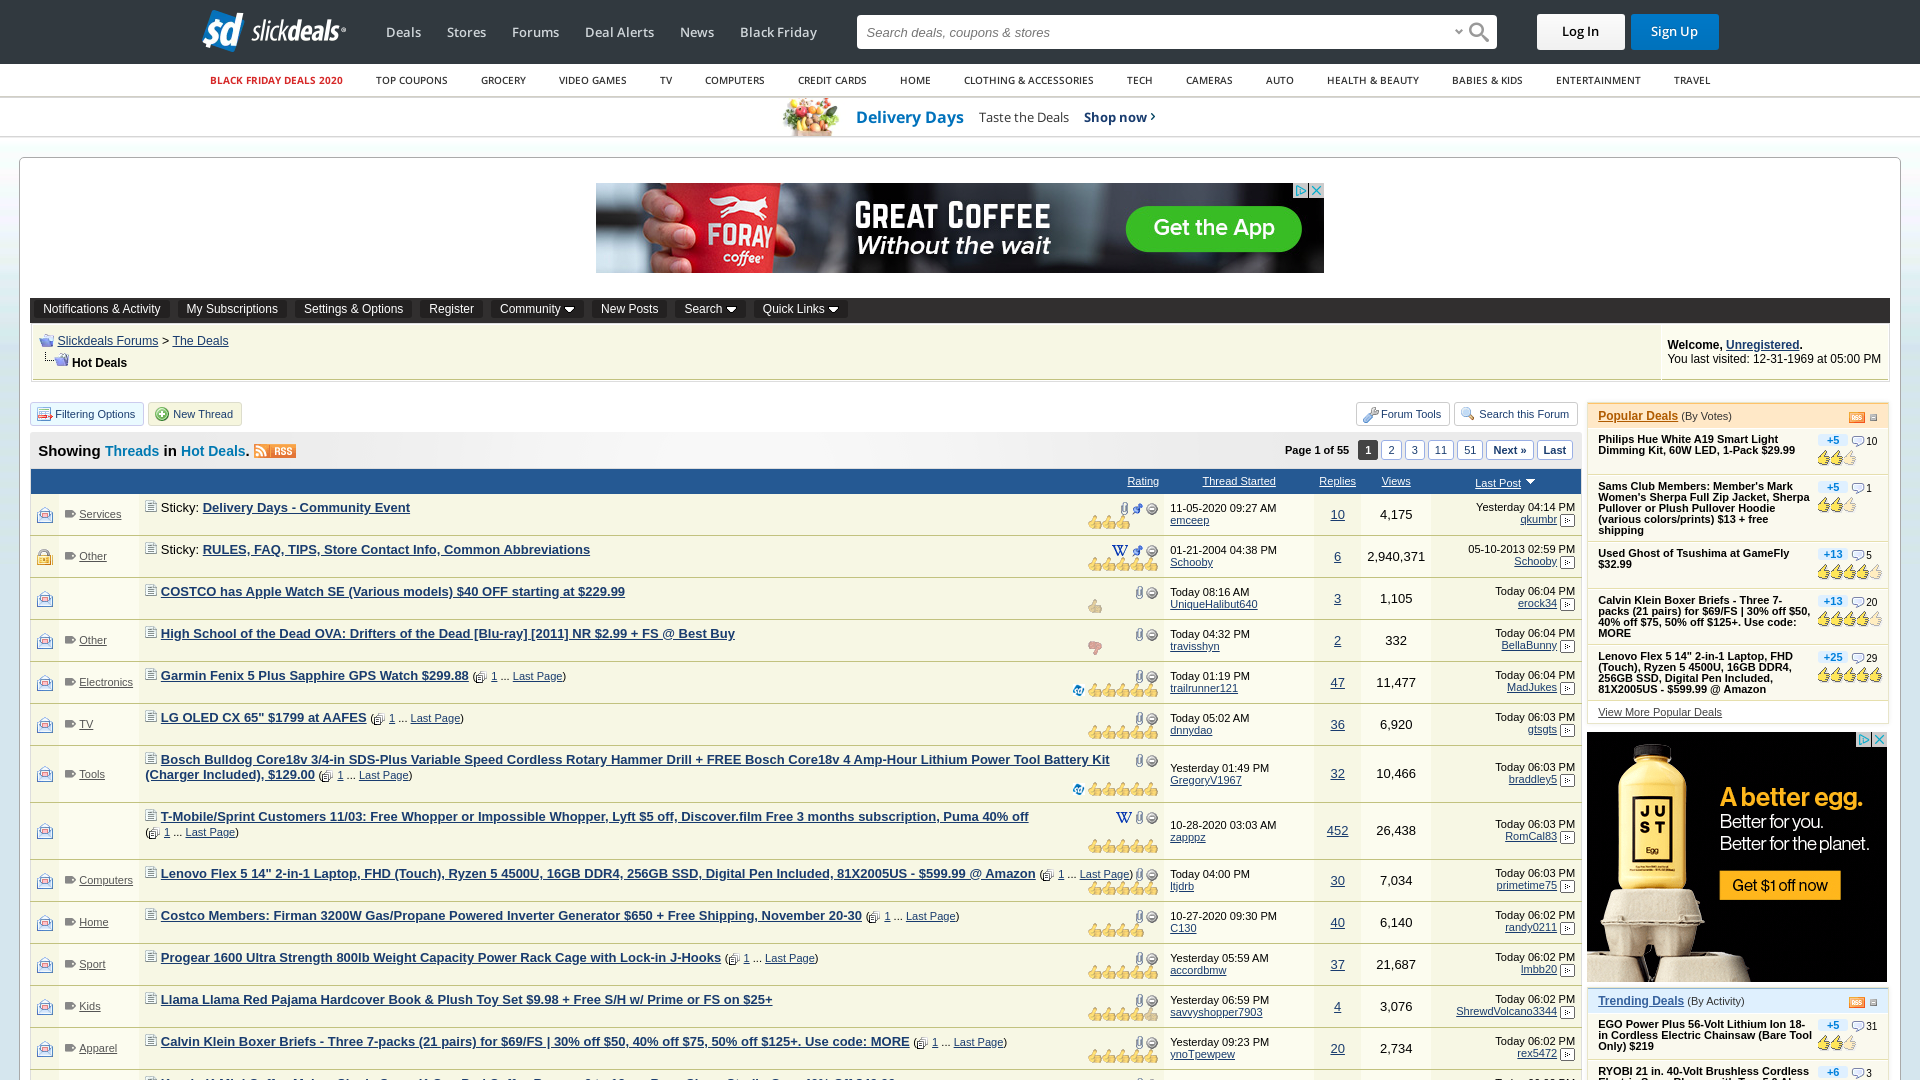 slickdeals
Deals
Stores
Forums
Deal Alerts
News
Black Friday
Search deals, coupons & stores
Log In
Sign Up
BLACK FRIDAY DEALS 2020
TOP COUPONS
GROCERY
VIDEO GAMES
TV
COMPUTERS
CREDIT CARDS
HOME
CLOTHING & ACCESSORIES
TECH
CAMERAS
AUTO
HEALTH & BEAUTY
BABIES & KIDS
ENTERTAINMENT
TRAVEL
Delivery Days Taste the Deals Shop now ›
FORAY
coffee
GREAT COFFEE
Without the wait
Get the App
Notifications & Activity
My Subscriptions
Settings & Options
Register
Community
New Posts
Search
Quick Links
Slickdeals Forums > The Deals
Hot Deals
Welcome, Unregistered.
You last visited: 12-31-1969 at 05:00 PM
Filtering Options
New Thread
Forum Tools
Search this Forum
Showing Threads in Hot Deals. RSS
Page 1 of 55 1 2 3 11 51 Next » Last
Rating Thread Started Replies Views Last Post
Services
Sticky: Delivery Days - Community Event
11-05-2020 09:27 AM
emceep
10
4,175
Yesterday 04:14 PM
qkumbr
Other
Sticky: RULES, FAQ, TIPS, Store Contact Info, Common Abbreviations
01-21-2004 04:38 PM
Schooby
6
2,940,371
05-10-2013 02:59 PM
Schooby
COSTCO has Apple Watch SE (Various models) $40 OFF starting at $229.99
Today 08:16 AM
UniqueHalibut640
3
1,105
Today 06:04 PM
erock34
Other
High School of the Dead OVA: Drifters of the Dead [Blu-ray] [2011] NR $2.99 + FS @ Best Buy
Today 04:32 PM
travisshyn
2
332
Today 06:04 PM
BellaBunny
Electronics
Garmin Fenix 5 Plus Sapphire GPS Watch $299.88 ( 1 ... Last Page)
Today 01:19 PM
trailrunner121
47
11,477
Today 06:04 PM
MadJukes
TV
LG OLED CX 65" $1799 at AAFES ( 1 ... Last Page)
Today 05:02 AM
dnnydao
36
6,920
Today 06:03 PM
gtsgts
Tools
Bosch Bulldog Core18v 3/4-in SDS-Plus Variable Speed Cordless Rotary Hammer Drill + FREE Bosch Core18v 4 Amp-Hour Lithium Power Tool Battery Kit
(Charger Included), $129.00 ( 1 ... Last Page)
Yesterday 01:49 PM
GregoryV1967
32
10,466
Today 06:03 PM
braddley5
T-Mobile/Sprint Customers 11/03: Free Whopper or Impossible Whopper, Lyft $5 off, Discover.film Free 3 months subscription, Puma 40% off
( 1 ... Last Page)
10-28-2020 03:03 AM
zapppz
452
26,438
Today 06:03 PM
RomCal83
Computers
Lenovo Flex 5 14" 2-in-1 Laptop, FHD (Touch), Ryzen 5 4500U, 16GB DDR4, 256GB SSD, Digital Pen Included, 81X2005US - $599.99 @ Amazon ( 1 ... Last Page)
Today 04:00 PM
ltjdrb
30
7,034
Today 06:03 PM
primetime75
Home
Costco Members: Firman 3200W Gas/Propane Powered Inverter Generator $650 + Free Shipping, November 20-30 ( 1 ... Last Page)
10-27-2020 09:30 PM
C130
40
6,140
Today 06:02 PM
randy0211
Sport
Progear 1600 Ultra Strength 800lb Weight Capacity Power Rack Cage with Lock-in J-Hooks ( 1 ... Last Page)
Yesterday 05:59 AM
accordbmw
37
21,687
Today 06:02 PM
lmbb20
Kids
Llama Llama Red Pajama Hardcover Book & Plush Toy Set $9.98 + Free S/H w/ Prime or FS on $25+
Yesterday 06:59 PM
savvyshopper7903
4
3,076
Today 06:02 PM
ShrewdVolcano3344
Apparel
Calvin Klein Boxer Briefs - Three 7-packs (21 pairs) for $69/FS | 30% off $50, 40% off $75, 50% off $125+. Use code: MORE ( 1 ... Last Page)
Yesterday 09:23 PM
ynoTpewpew
20
2,734
Today 06:02 PM
rex5472
Popular Deals (By Votes)
Philips Hue White A19 Smart Light
Dimming Kit, 60W LED, 1-Pack $29.99
+5 10
Sams Club Members: Member's Mark
Women's Sherpa Full Zip Jacket, Sherpa
Pullover or Plush Pullover Hoodie
(various colors/prints) $13 + free
shipping
+5 1
Used Ghost of Tsushima at GameFly
$32.99
+13 5
Calvin Klein Boxer Briefs - Three 7-
packs (21 pairs) for $69/FS | 30% off $50,
40% off $75, 50% off $125+. Use code:
MORE
+13 20
Lenovo Flex 5 14" 2-in-1 Laptop, FHD
(Touch), Ryzen 5 4500U, 16GB DDR4,
256GB SSD, Digital Pen Included,
81X2005US - $599.99 @ Amazon
+25 29
View More Popular Deals
JUST
Egg
A better egg.
Better for you.
Better for the planet.
Get $1 off now
Trending Deals (By Activity)
EGO Power Plus 56-Volt Lithium Ion 18-
in Cordless Electric Chainsaw (Bare Tool
Only) $219
+5 31
RYOBI 21 in. 40-Volt Brushless Cordless
+6 3